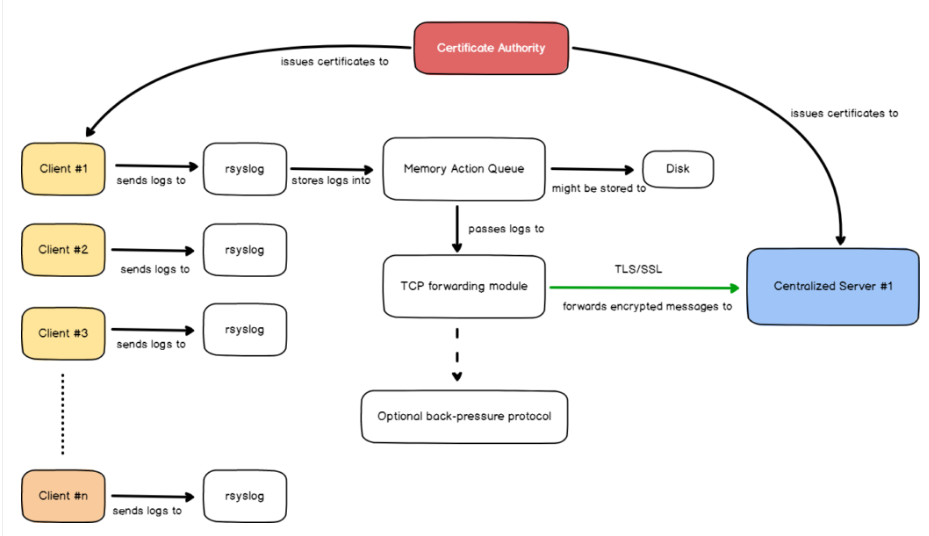 Certificate Authority
issues certificates to
issues certificates to
Client #1
sends logs to
rsyslog
stores logs into
Memory Action Queue
might be stored to
Disk
passes logs to
Client #2
sends logs to
rsyslog
TCP forwarding module
TLS/SSL
forwards encrypted messages to
Centralized Server #1
Client #3
sends logs to
rsyslog
Optional back-pressure protocol
Client #n
sends logs to
rsyslog